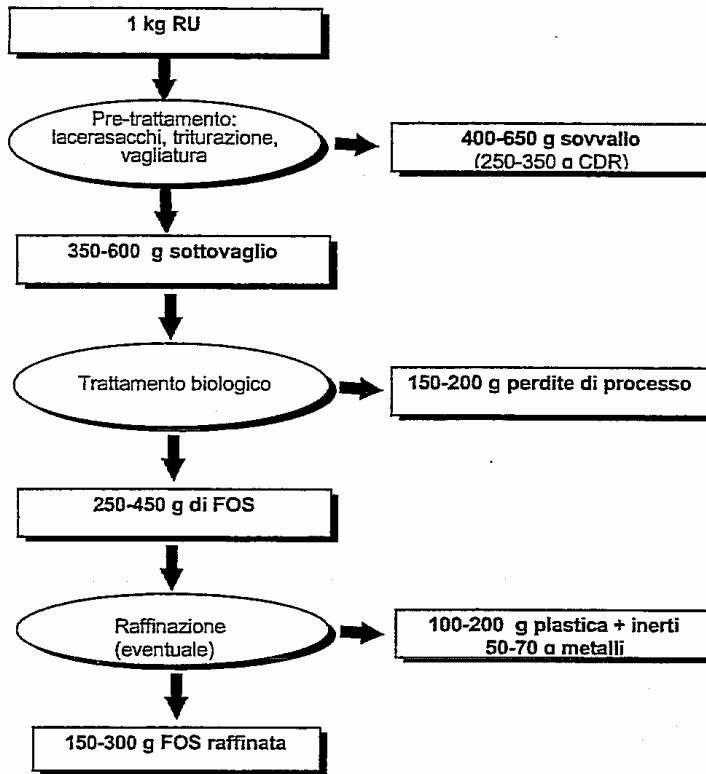 1 kg RU
Pre-trattamento:
lacerasacchi, triturazione,
vagliatura
400-650 g sovvallo
(250-350 g CDR)
350-600 g sottovaglio
Trattamento biologico
150-200 g perdite di processo
250-450 g di FOS
Raffinazione
(eventuale)
100-200 g plastica + inerti
50-70 g metalli
150-300 g FOS raffinata